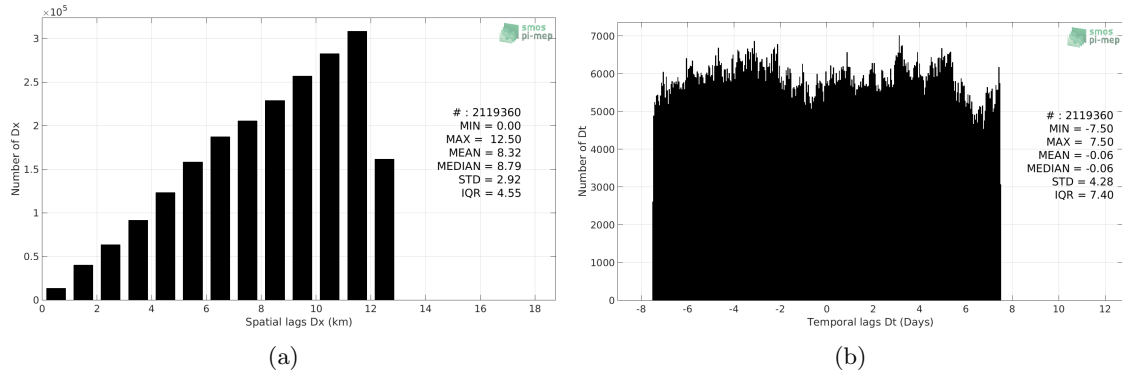 ×10⁵
smos
pi-mep
3
2.5
2
1.5
1
0.5
0
Number of Dx
# : 2119360
MIN = 0.00
MAX = 12.50
MEAN = 8.32
MEDIAN = 8.79
STD = 2.92
IQR = 4.55
0 2 4 6 8 10 12 14 16 18
Spatial lags Dx (km)
(a)
smos
pi-mep
7000
6000
5000
4000
3000
2000
1000
0
Number of Dt
# : 2119360
MIN = -7.50
MAX = 7.50
MEAN = -0.06
MEDIAN = -0.06
STD = 4.28
IQR = 7.40
-8 -6 -4 -2 0 2 4 6 8 10 12
Temporal lags Dt (Days)
(b)